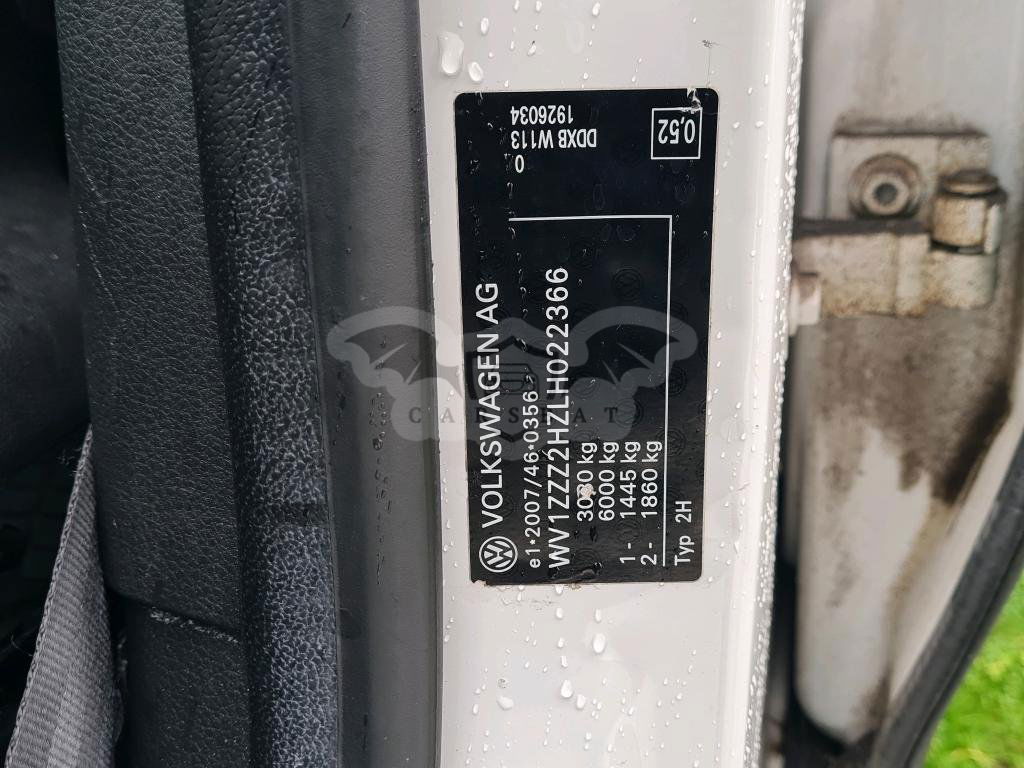 VOLKSWAGEN AG
e1*2007/46*0356*
WV1ZZZ2HZLH022366
kg
6000 kg
1- 1445 kg
2- 1860 kg
Typ 2H
0
DDXB W113
1926034
0,52
CARSEAT